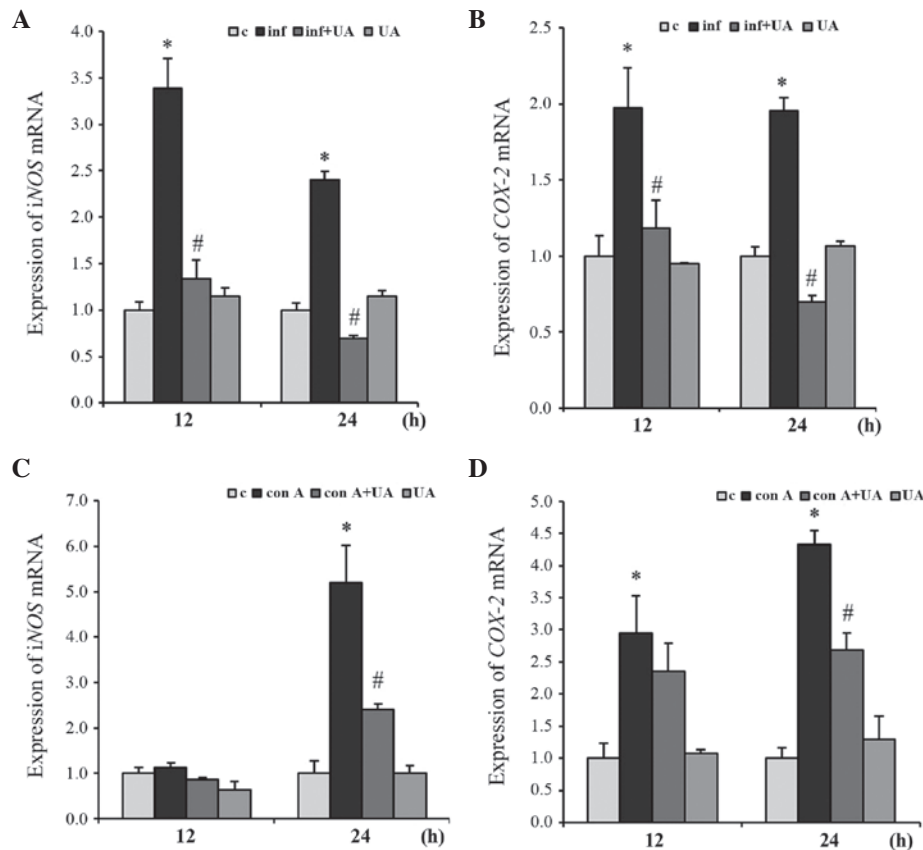 A
c inf inf+UA UA
Expression of iNOS mRNA
4.0
3.5
3.0
2.5
2.0
1.5
1.0
0.5
0.0
*
#
*
#
12 24 (h)
B
c inf inf+UA UA
Expression of COX-2 mRNA
2.5
2.0
1.5
1.0
0.5
0.0
*
#
*
#
12 24 (h)
C
c con A con A+UA UA
Expression of iNOS mRNA
7.0
6.0
5.0
4.0
3.0
2.0
1.0
0.0
*
#
12 24 (h)
D
c con A con A+UA UA
Expression of COX-2 mRNA
5.0
4.5
4.0
3.5
3.0
2.5
2.0
1.5
1.0
0.5
0.0
*
*
#
12 24 (h)